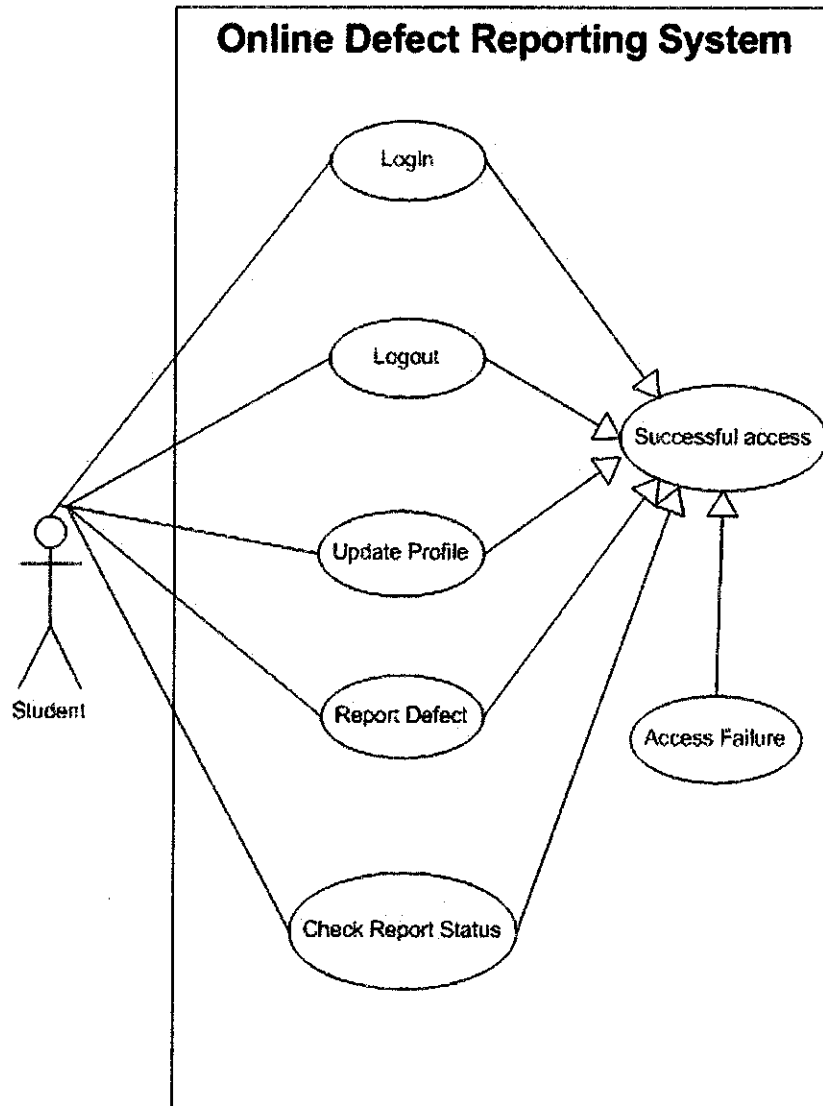 Online Defect Reporting System
LogIn
Logout
Successful access
Update Profile
Student
Report Defect
Access Failure
Check Report Status